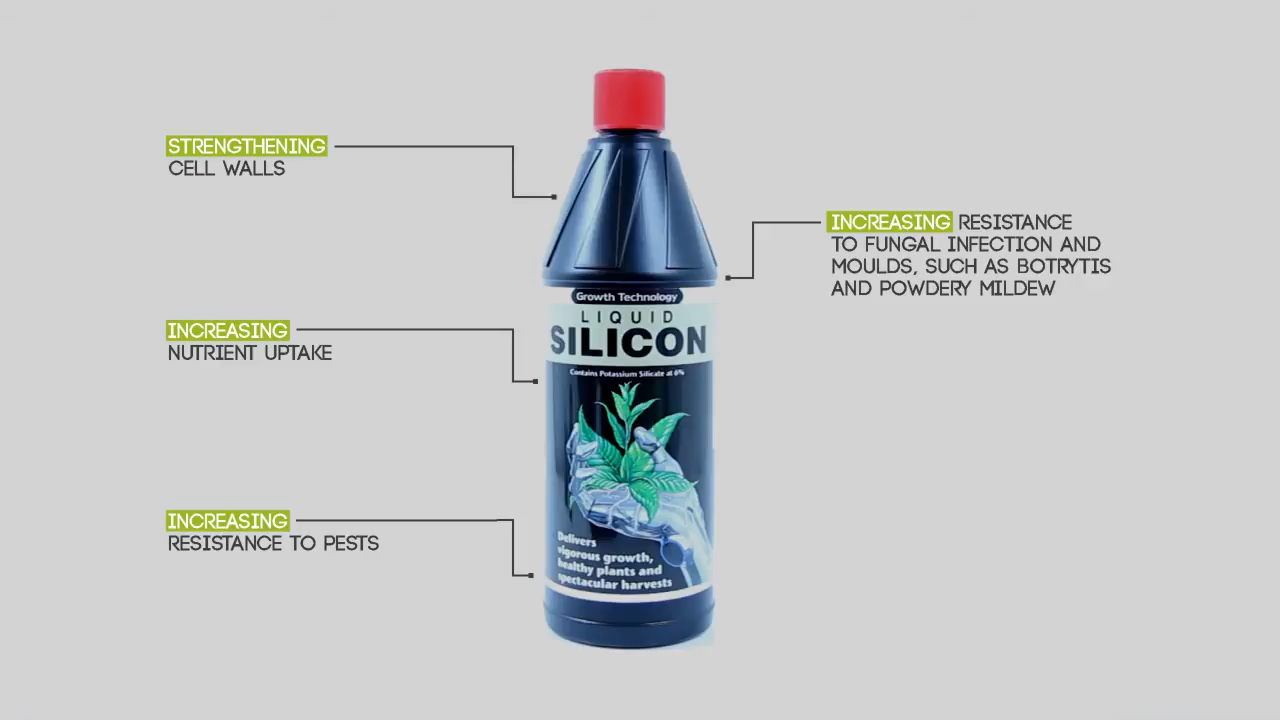 STRENGTHENING
CELL WALLS
INCREASING RESISTANCE
TO FUNGAL INFECTION AND
MOULDS, SUCH AS BOTRYTIS
AND POWDERY MILDEW
INCREASING
NUTRIENT UPTAKE
INCREASING
RESISTANCE TO PESTS
Growth Technology
LIQUID
SILICON
Contains Potassium Silicate at 6%
Delivers
vigorous growth,
healthy plants and
spectacular harvests